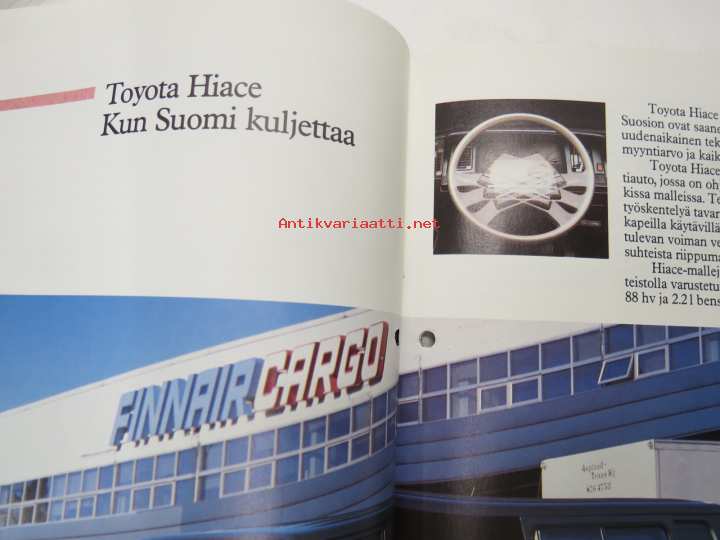 Toyota Hiace
Kun Suomi kuljettaa
Toyota Hiace
Suosion ovat saane
uudenaikainen tek
myyntiarvo ja kaik
Toyota Hiace
tiauto, jossa on oh
kissa malleissa. Te
työskentelyä tavar
kapeilla käytävillä
tulevan voiman ve
suhteista riippuma
Hiace-mallej
teistolla varustetu
88 hv ja 2.2l bens
Antikvariaatti.net
FINNAIR CARGO